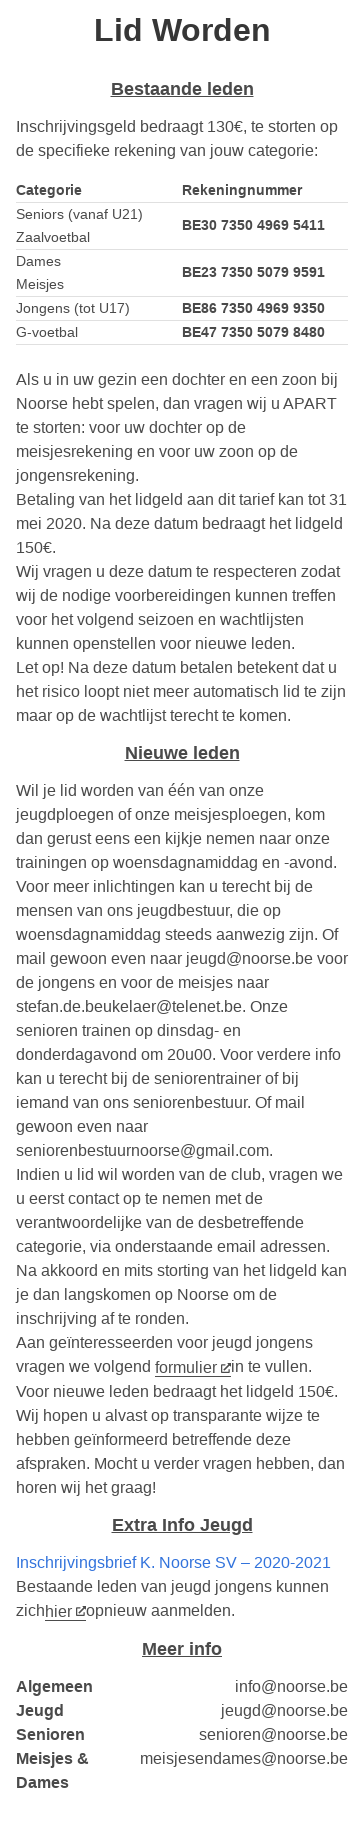 Lid Worden
Bestaande leden
Inschrijvingsgeld bedraagt 130€, te storten op
de specifieke rekening van jouw categorie:
Categorie Rekeningnummer
Seniors (vanaf U21)
Zaalvoetbal
BE30 7350 4969 5411
Dames
Meisjes
BE23 7350 5079 9591
Jongens (tot U17) BE86 7350 4969 9350
G-voetbal BE47 7350 5079 8480
Als u in uw gezin een dochter en een zoon bij
Noorse hebt spelen, dan vragen wij u APART
te storten: voor uw dochter op de
meisjesrekening en voor uw zoon op de
jongensrekening.
Betaling van het lidgeld aan dit tarief kan tot 31
mei 2020. Na deze datum bedraagt het lidgeld
150€.
Wij vragen u deze datum te respecteren zodat
wij de nodige voorbereidingen kunnen treffen
voor het volgend seizoen en wachtlijsten
kunnen openstellen voor nieuwe leden.
Let op! Na deze datum betalen betekent dat u
het risico loopt niet meer automatisch lid te zijn
maar op de wachtlijst terecht te komen.
Nieuwe leden
Wil je lid worden van één van onze
jeugdploegen of onze meisjesploegen, kom
dan gerust eens een kijkje nemen naar onze
trainingen op woensdagnamiddag en -avond.
Voor meer inlichtingen kan u terecht bij de
mensen van ons jeugdbestuur, die op
woensdagnamiddag steeds aanwezig zijn. Of
mail gewoon even naar jeugd@noorse.be voor
de jongens en voor de meisjes naar
stefan.de.beukelaer@telenet.be. Onze
senioren trainen op dinsdag- en
donderdagavond om 20u00. Voor verdere info
kan u terecht bij de seniorentrainer of bij
iemand van ons seniorenbestuur. Of mail
gewoon even naar
seniorenbestuurnoorse@gmail.com.
Indien u lid wil worden van de club, vragen we
u eerst contact op te nemen met de
verantwoordelijke van de desbetreffende
categorie, via onderstaande email adressen.
Na akkoord en mits storting van het lidgeld kan
je dan langskomen op Noorse om de
inschrijving af te ronden.
Aan geïnteresseerden voor jeugd jongens
vragen we volgend formulier in te vullen.
Voor nieuwe leden bedraagt het lidgeld 150€.
Wij hopen u alvast op transparante wijze te
hebben geïnformeerd betreffende deze
afspraken. Mocht u verder vragen hebben, dan
horen wij het graag!
Extra Info Jeugd
Inschrijvingsbrief K. Noorse SV – 2020-2021
Bestaande leden van jeugd jongens kunnen
zich hier opnieuw aanmelden.
Meer info
Algemeen info@noorse.be
Jeugd jeugd@noorse.be
Senioren senioren@noorse.be
Meisjes & meisjesendames@noorse.be
Dames